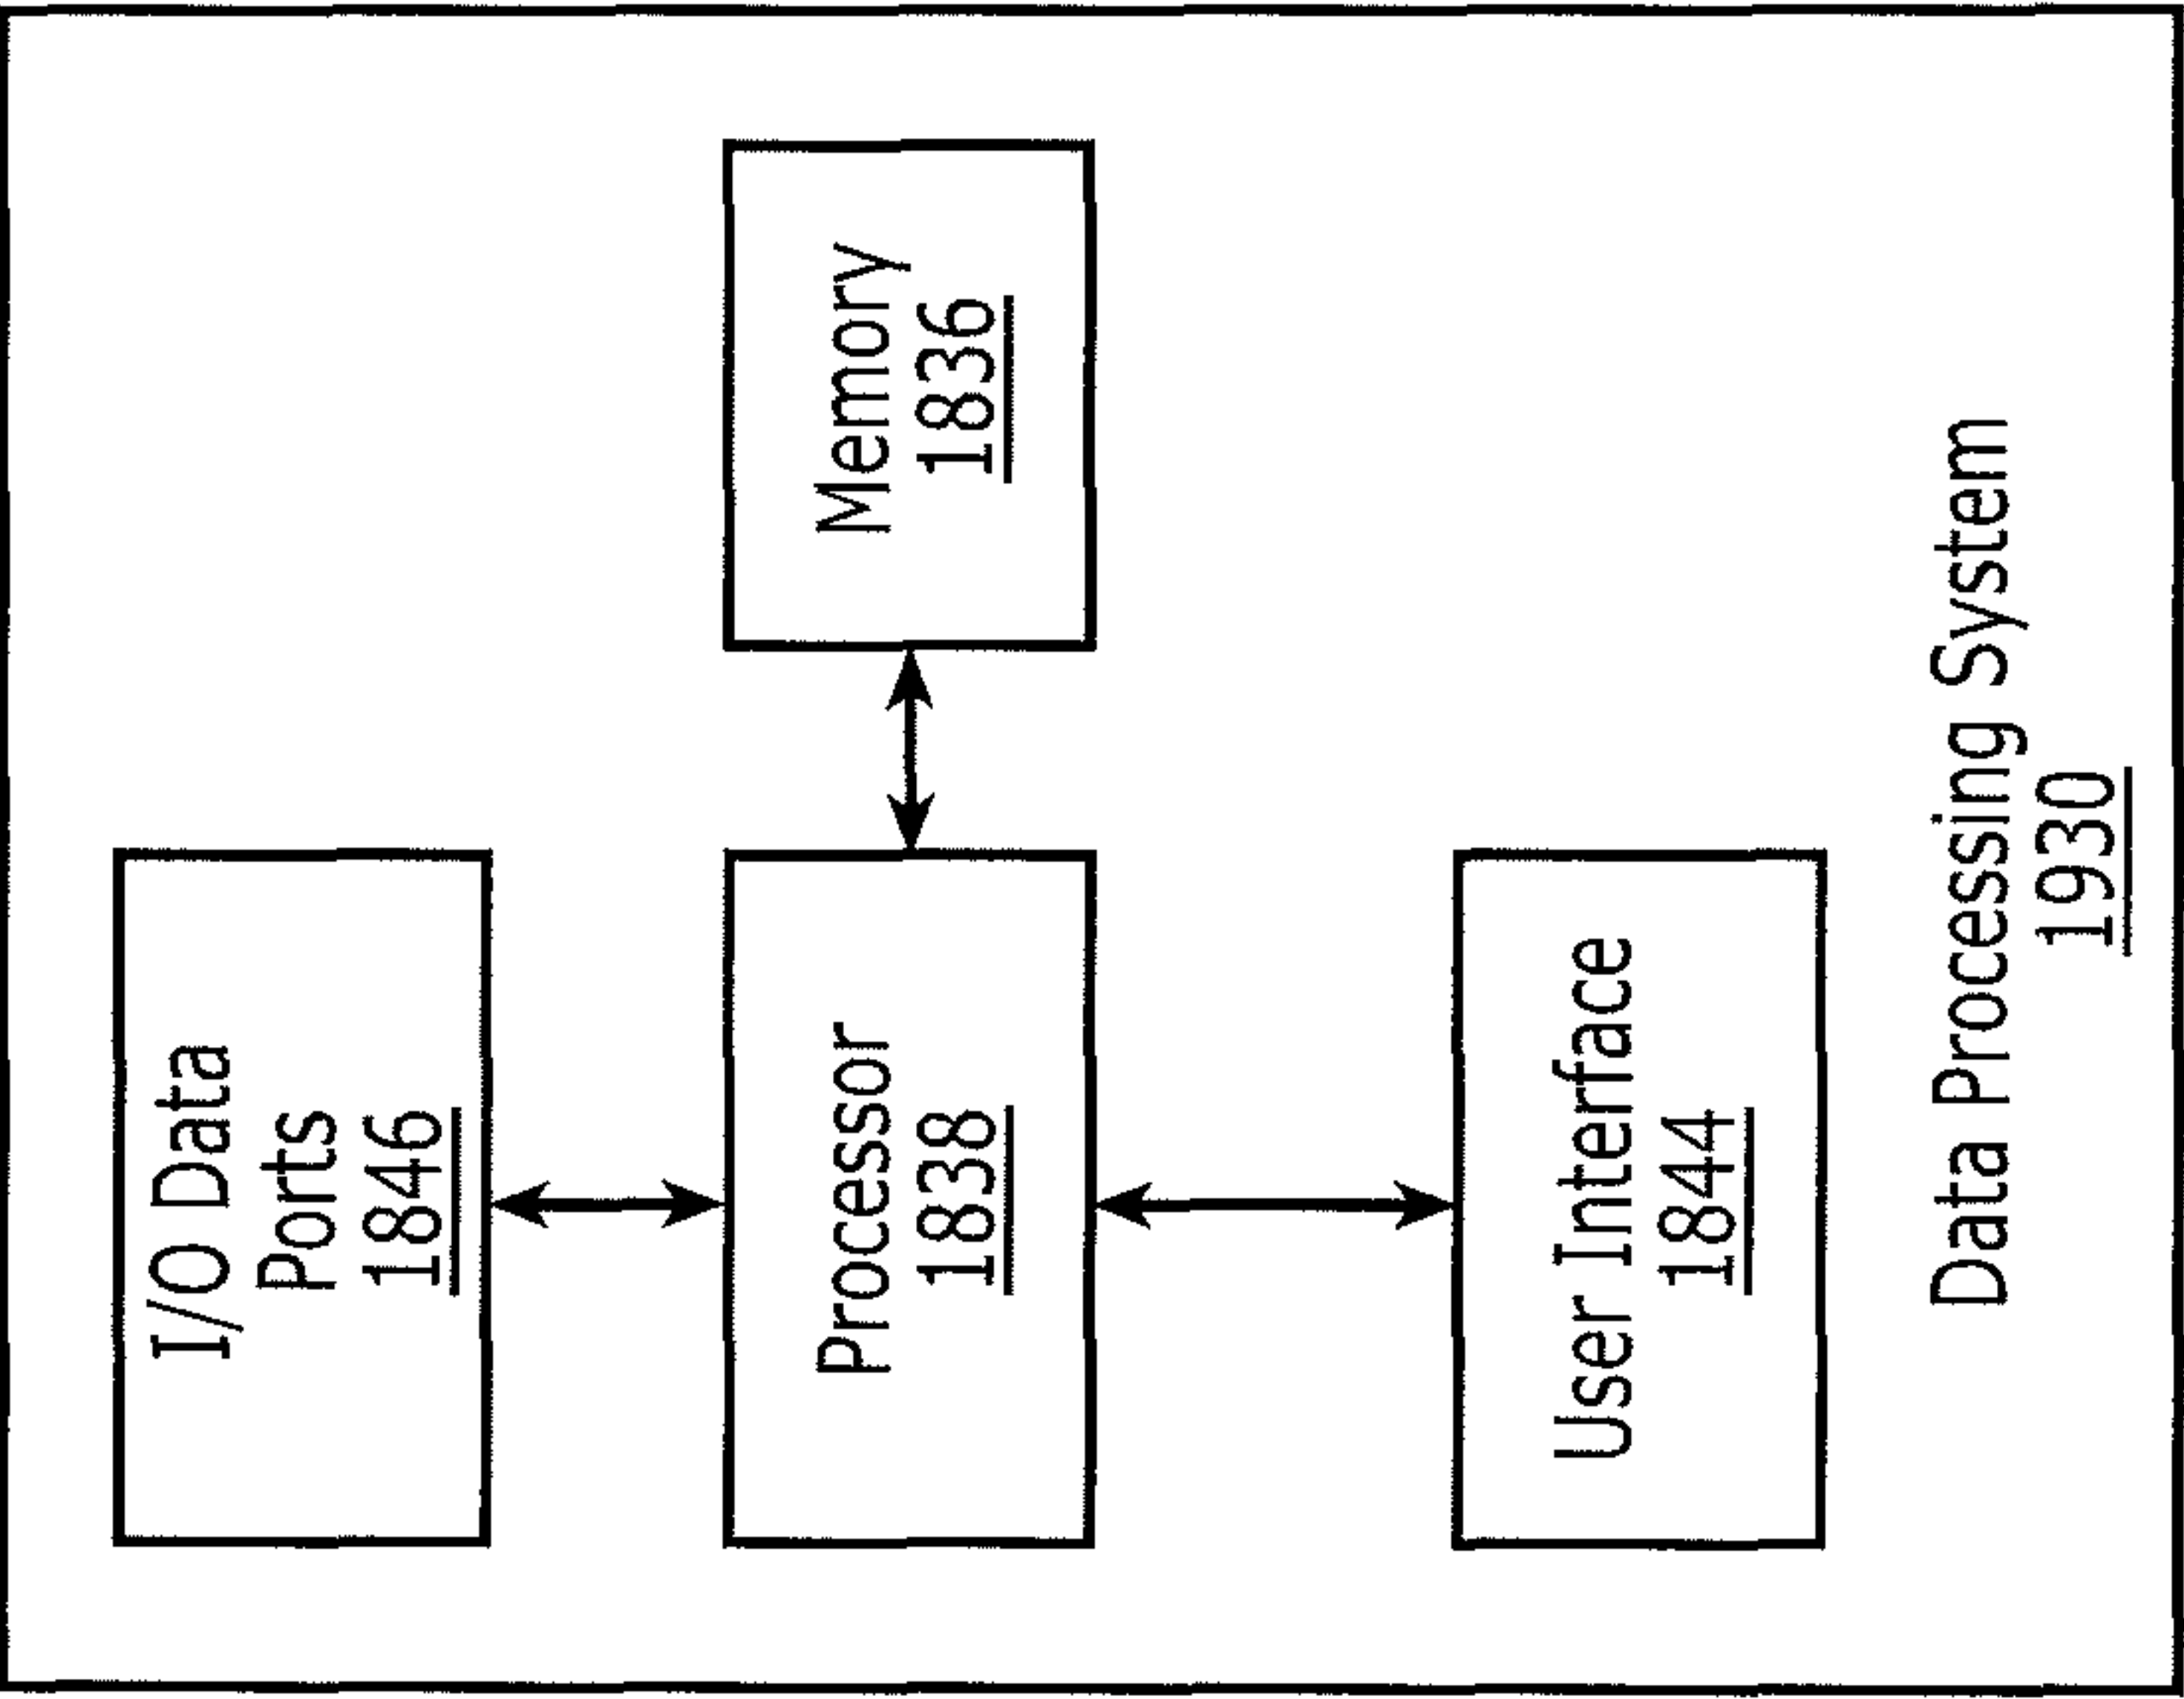 I/O Data
Ports
1846
Processor
1838
Memory
1836
User Interface
1844
Data Processing System
1930